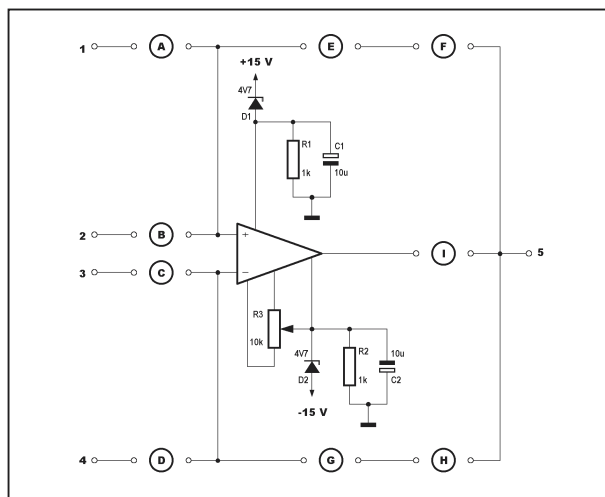 1 A E F
+15 V
4V7
D1
R1
1k
C1
10u
2 B +
3 C −
I 5
R3
10k
4V7
D2
R2
1k
10u
C2
-15 V
4 D G H